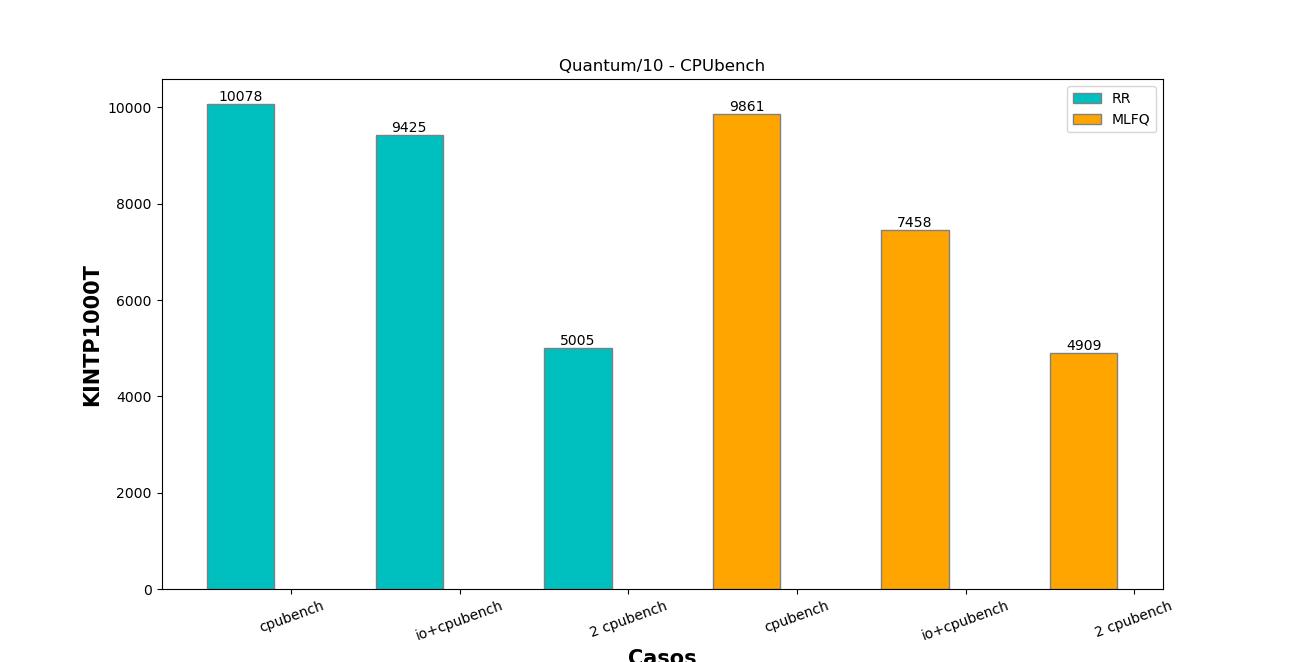 Quantum/10 - CPUbench
RR
MLFQ
10078
9425
5005
9861
7458
4909
KINTP1000T
10000
8000
6000
4000
2000
0
cpubench
io+cpubench
2 cpubench
cpubench
io+cpubench
2 cpubench
Casos